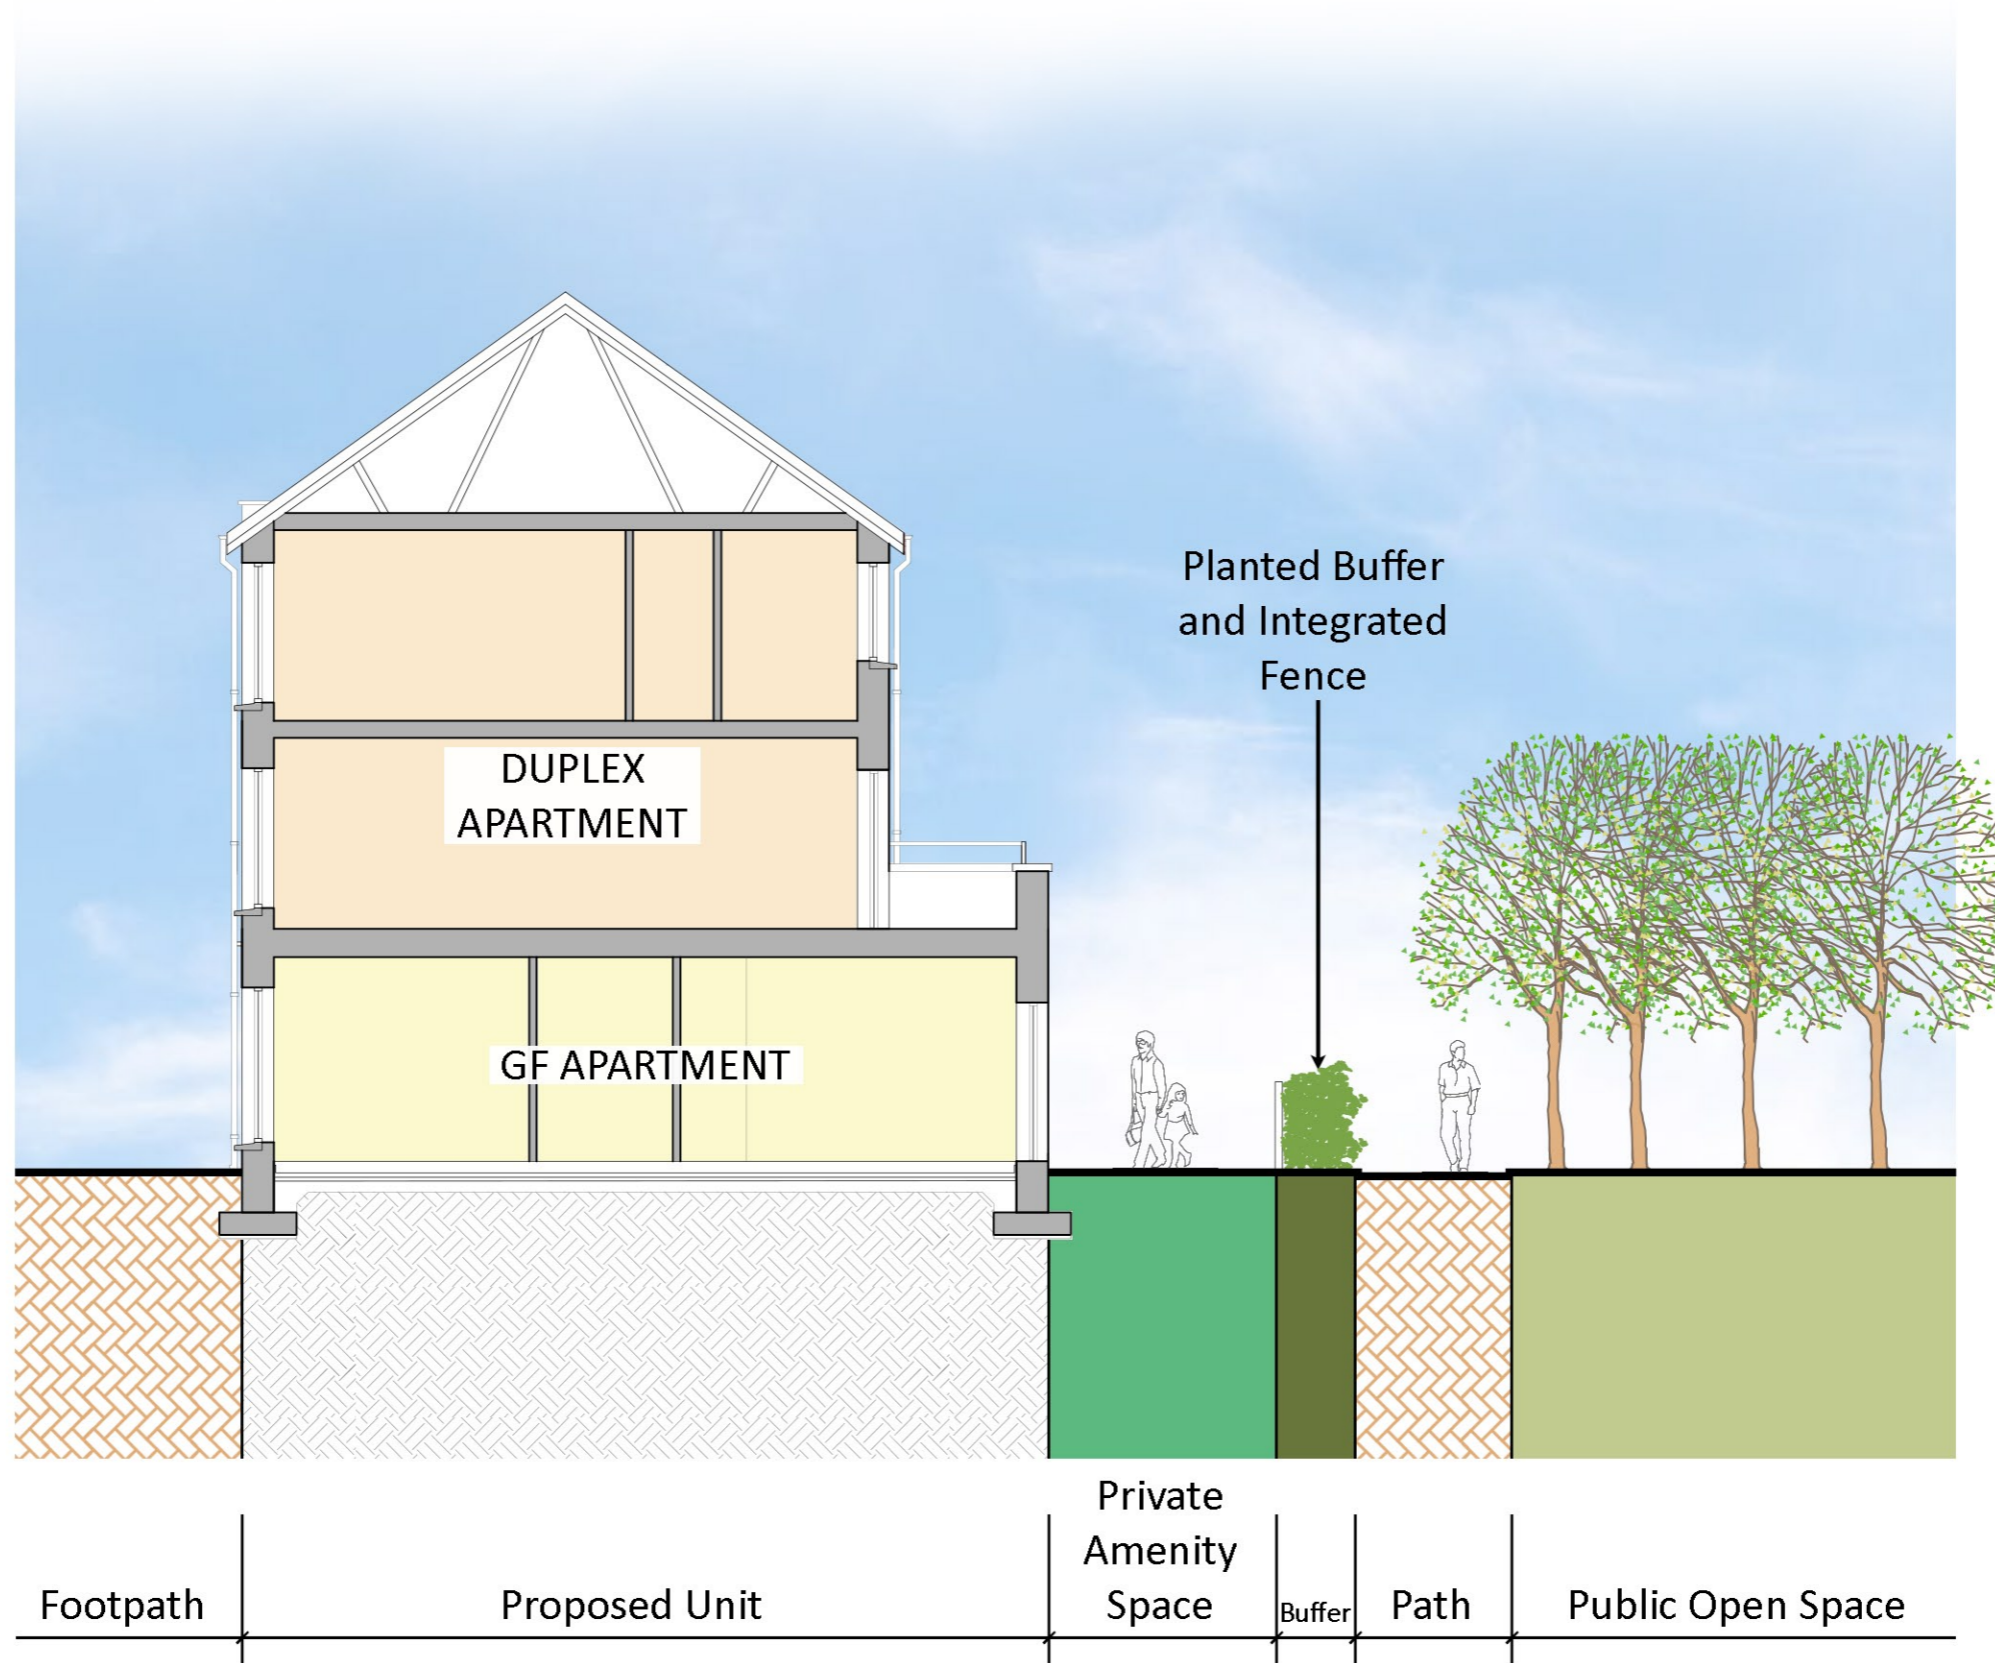 Planted Buffer
and Integrated
Fence
DUPLEX
APARTMENT
GF APARTMENT
Footpath
Proposed Unit
Private
Amenity
Space
Buffer
Path
Public Open Space